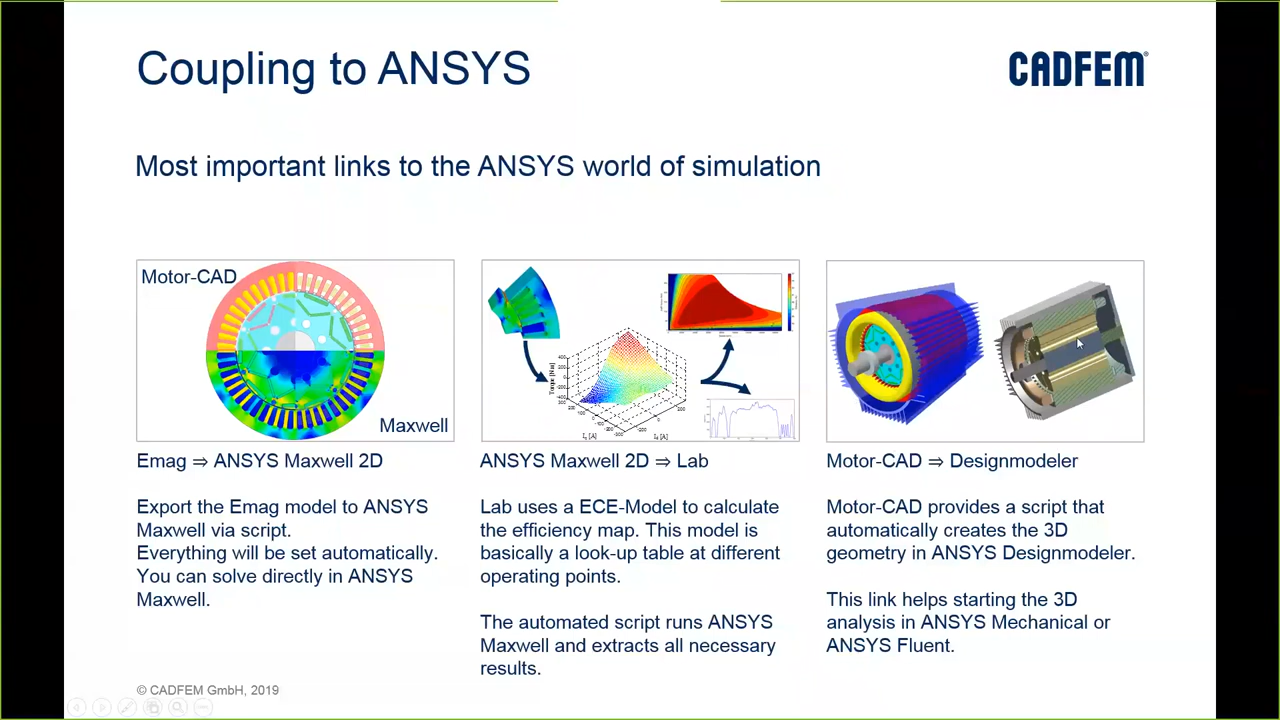 Coupling to ANSYS
CADFEM®
Most important links to the ANSYS world of simulation
Motor-CAD
Maxwell
Emag ⇒ ANSYS Maxwell 2D
Export the Emag model to ANSYS
Maxwell via script.
Everything will be set automatically.
You can solve directly in ANSYS
Maxwell.
ANSYS Maxwell 2D ⇒ Lab
Lab uses a ECE-Model to calculate
the efficiency map. This model is
basically a look-up table at different
operating points.
The automated script runs ANSYS
Maxwell and extracts all necessary
results.
Motor-CAD ⇒ Designmodeler
Motor-CAD provides a script that
automatically creates the 3D
geometry in ANSYS Designmodeler.
This link helps starting the 3D
analysis in ANSYS Mechanical or
ANSYS Fluent.
© CADFEM GmbH, 2019